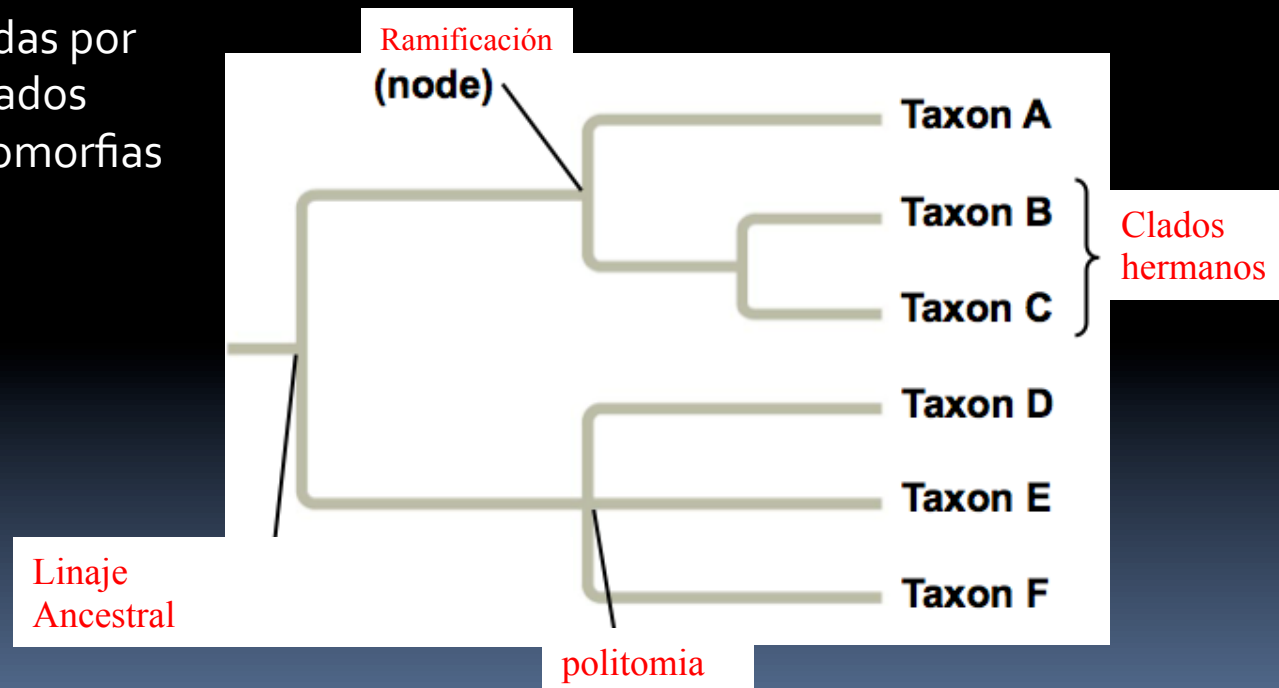 das por
ados
omorfias
Ramificación
(node)
Taxon A
Taxon B
Taxon C
Clados
hermanos
Taxon D
Taxon E
Taxon F
Linaje
Ancestral
politomia